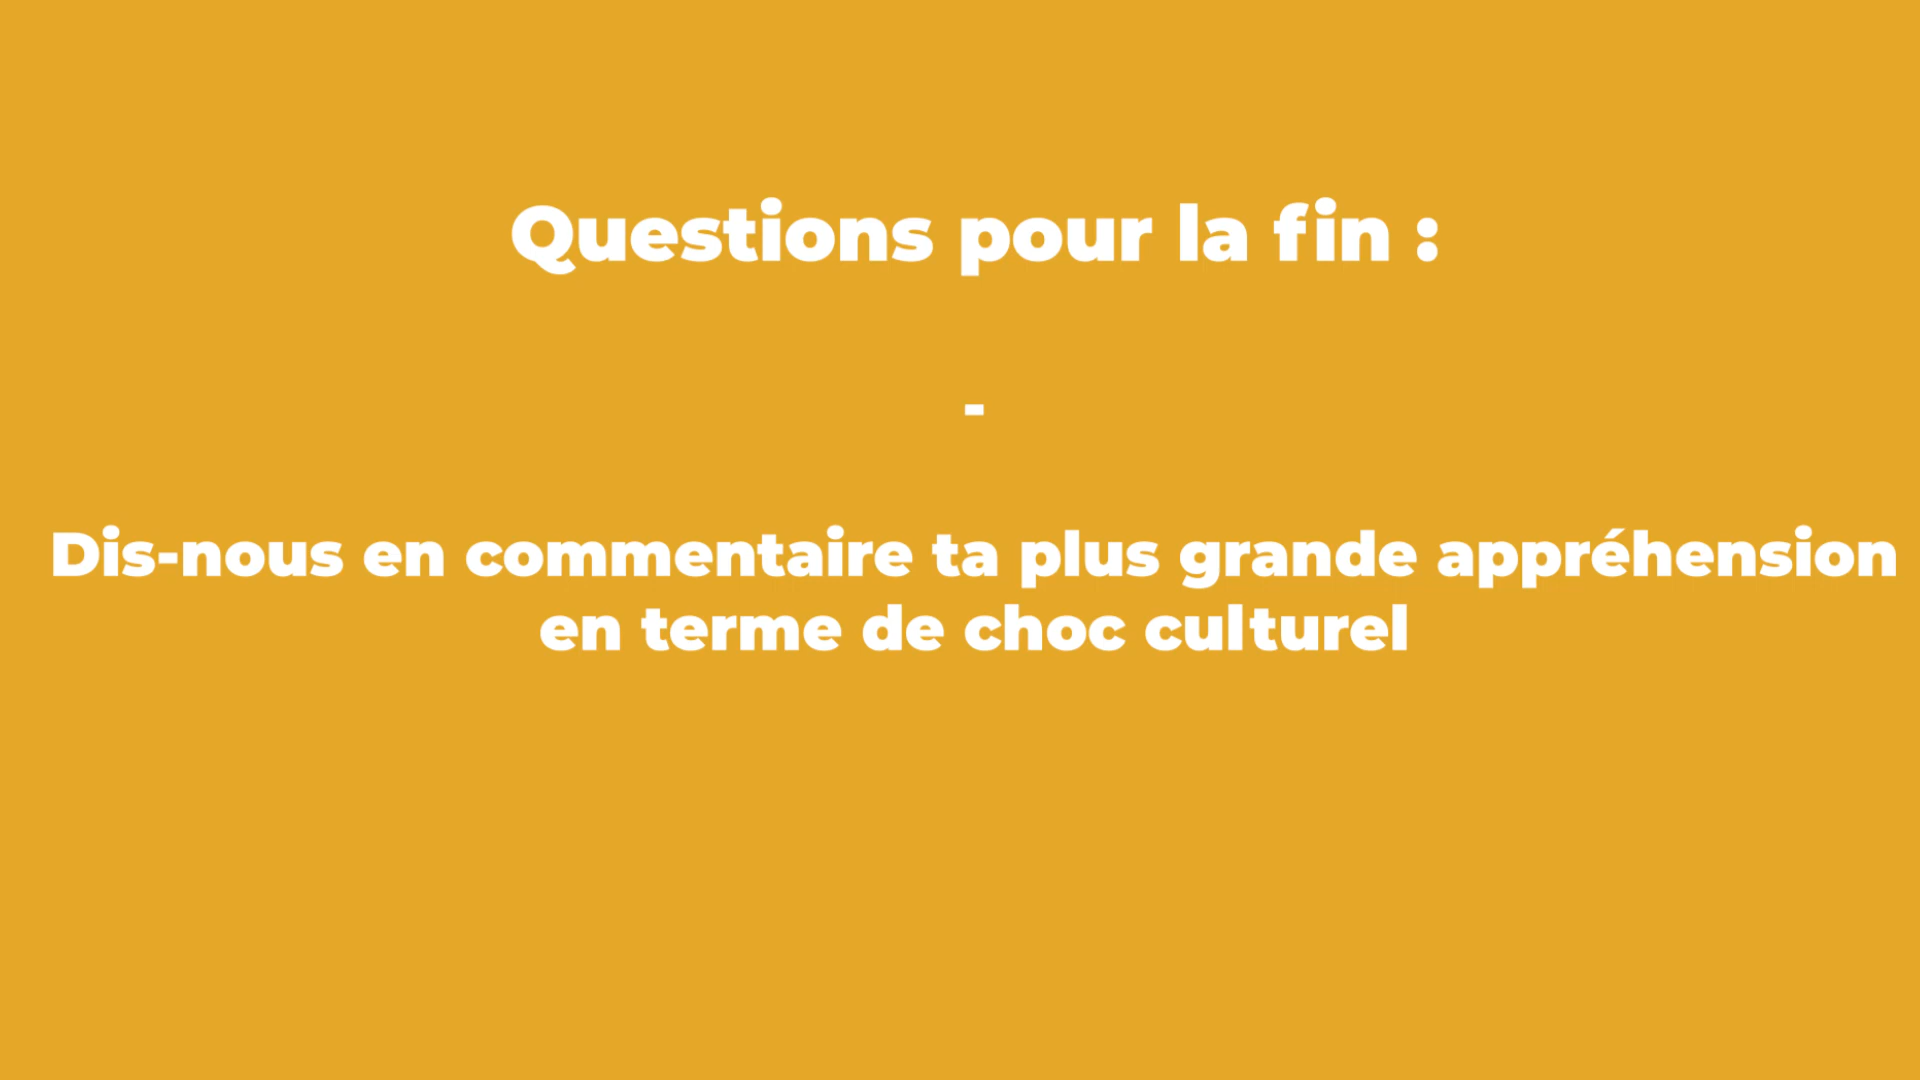 Questions pour la fin :
-
Dis-nous en commentaire ta plus grande appréhension
en terme de choc culturel